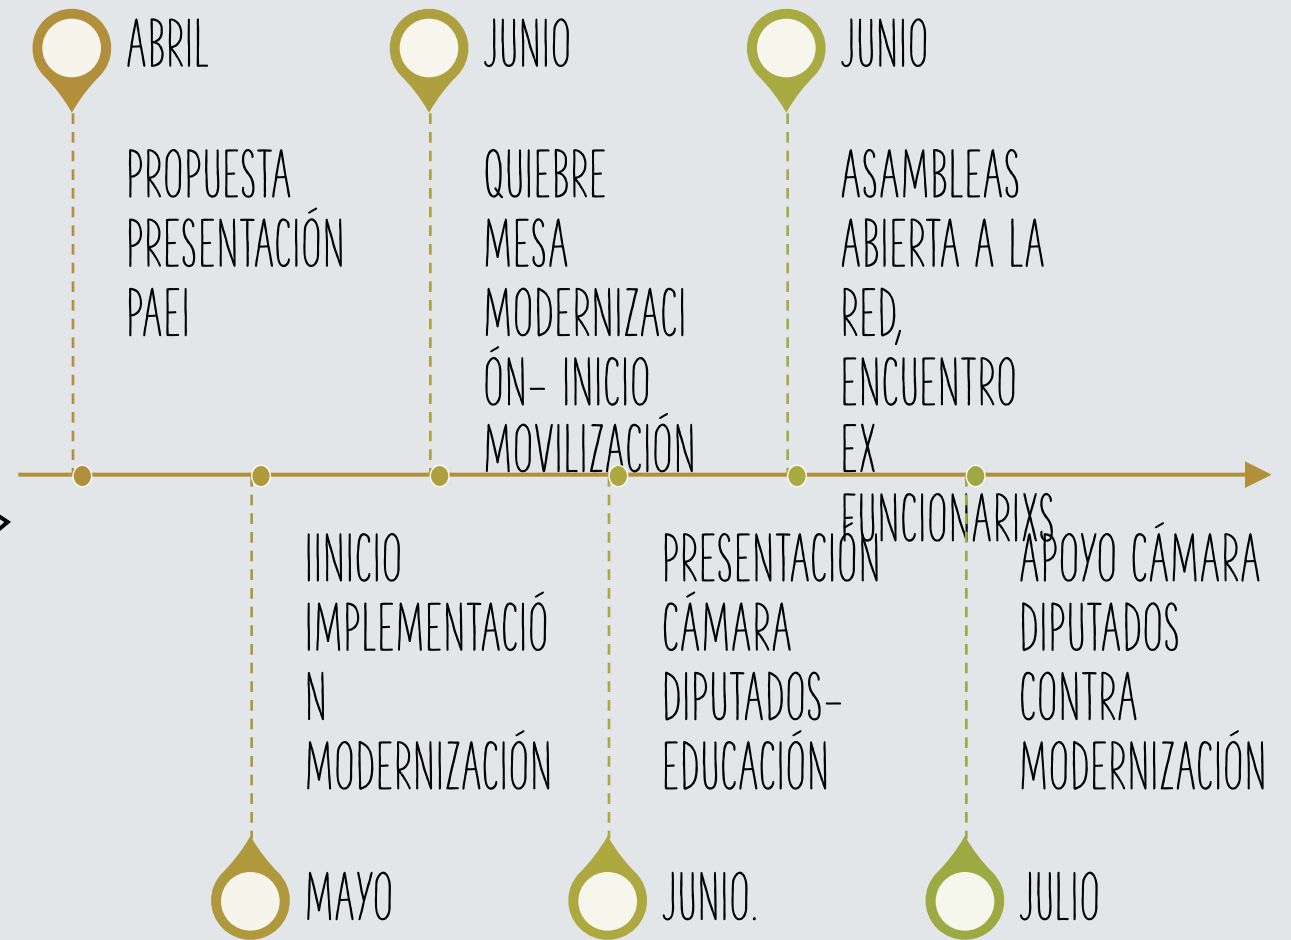 ABRIL
PROPUESTA
PRESENTACIÓN
PAEI
IINICIO
IMPLEMENTACIÓ
N
MODERNIZACIÓN
MAYO
JUNIO
QUIEBRE
MESA
MODERNIZACI
ÓN- INICIO
MOVILIZACIÓN
PRESENTACIÓN
CÁMARA
DIPUTADOS-
EDUCACIÓN
JUNIO.
JUNIO
ASAMBLEAS
ABIERTA A LA
RED,
ENCUENTRO
EX
FUNCIONARIXS
APOYO CÁMARA
DIPUTADOS
CONTRA
MODERNIZACIÓN
JULIO